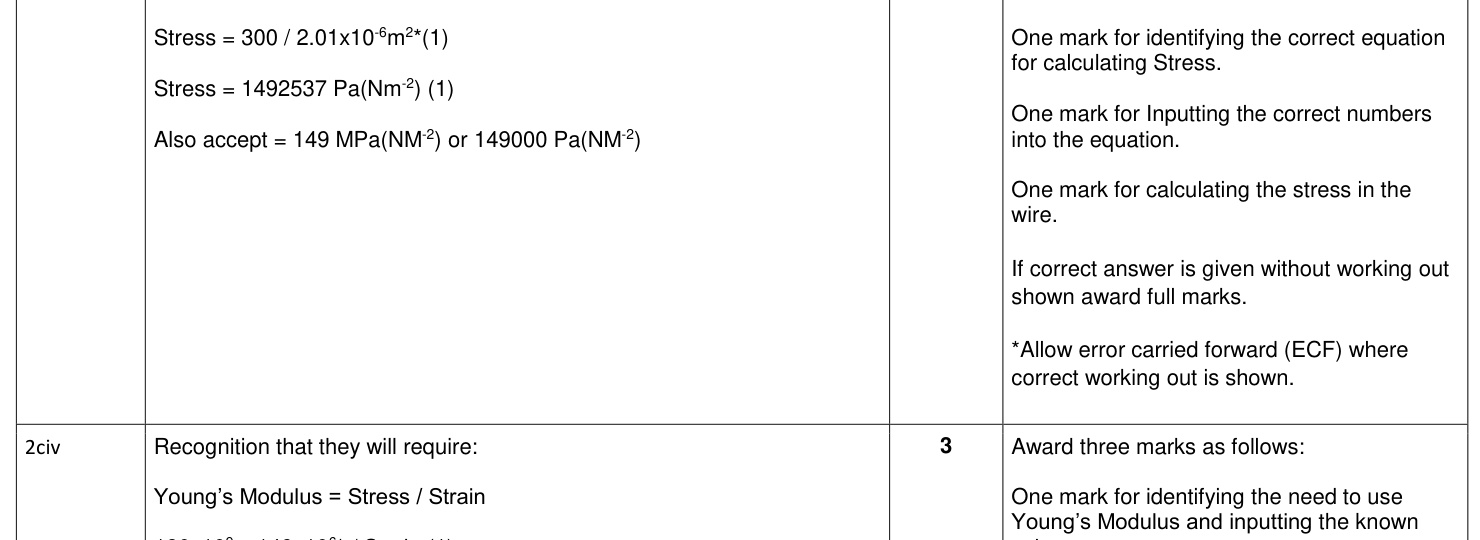 Stress = 300 / 2.01x10⁻⁶m²*(1)
Stress = 1492537 Pa(Nm⁻²) (1)
Also accept = 149 MPa(NM⁻²) or 149000 Pa(NM⁻²)
One mark for identifying the correct equation
for calculating Stress.
One mark for Inputting the correct numbers
into the equation.
One mark for calculating the stress in the
wire.
If correct answer is given without working out
shown award full marks.
*Allow error carried forward (ECF) where
correct working out is shown.
2civ
Recognition that they will require:
Young’s Modulus = Stress / Strain
3
Award three marks as follows:
One mark for identifying the need to use
Young’s Modulus and inputting the known